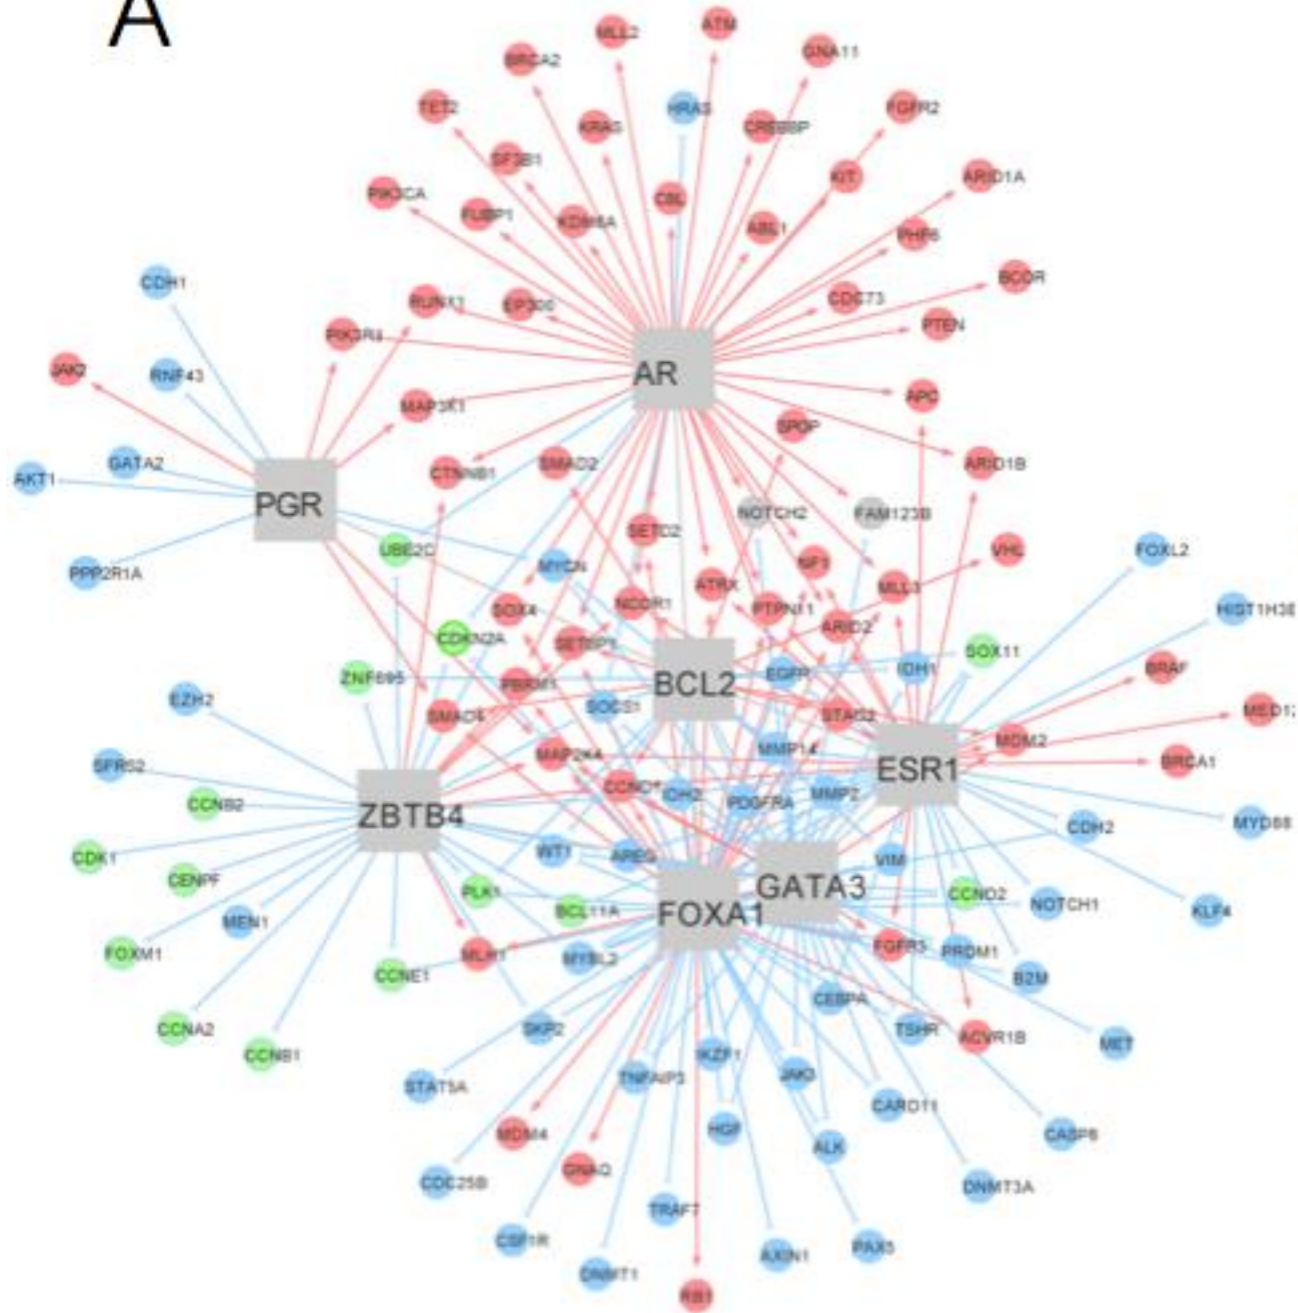 A
ATM
MLL2
GNA11
BRCA2
TET2
HRAS
FGFR2
KRAS
CREBBP
SF3B1
KIT
ARID1A
PIK3CA
CBL
FUBP1
KDM6A
ABL1
PHF6
BCOR
CDH1
RUNX1
EP300
CDC73
PTEN
PIK3R1
JAK2
RNF43
AR
APC
MAP3K1
SPOP
GATA2
CTNNB1
SMAD2
ARID1B
AKT1
PGR
NOTCH2
FAM123B
SETD2
UBE2C
VHL
FOXL2
PPP2R1A
MYCN
NF1
ATRX
MLL3
SOX4
NCOR1
PTPN11
HIST1H3B
ARID2
CDKN2A
SETBP1
SOX11
ZNF695
PBRM1
BCL2
EGFR
IDH1
BRAF
EZH2
SOCS1
SMAD4
STAG2
MED12
MDM2
MAP2K4
MMP14
SFRS2
ESR1
BRCA1
CCNB2
ZBTB4
CCND1
IDH2
PDGFRA
MMP2
CDH2
MYD88
CDK1
WT1
AREG
VIM
CENPF
PLK1
GATA3
CCND2
NOTCH1
MEN1
BCL11A
FOXA1
KLF4
FOXM1
MLH1
MYBL2
FGFR3
PRDM1
CCNE1
B2M
CEBPA
CCNA2
SKP2
TSHR
ACVR1B
MET
CCNB1
IKZF1
STAT5A
TNFAIP3
JAK3
CARD11
MDM4
HGF
ALK
CASP8
GNAQ
CDC25B
DNMT3A
TRAF7
CSF1R
AXIN1
PAX5
DNMT1
RB1